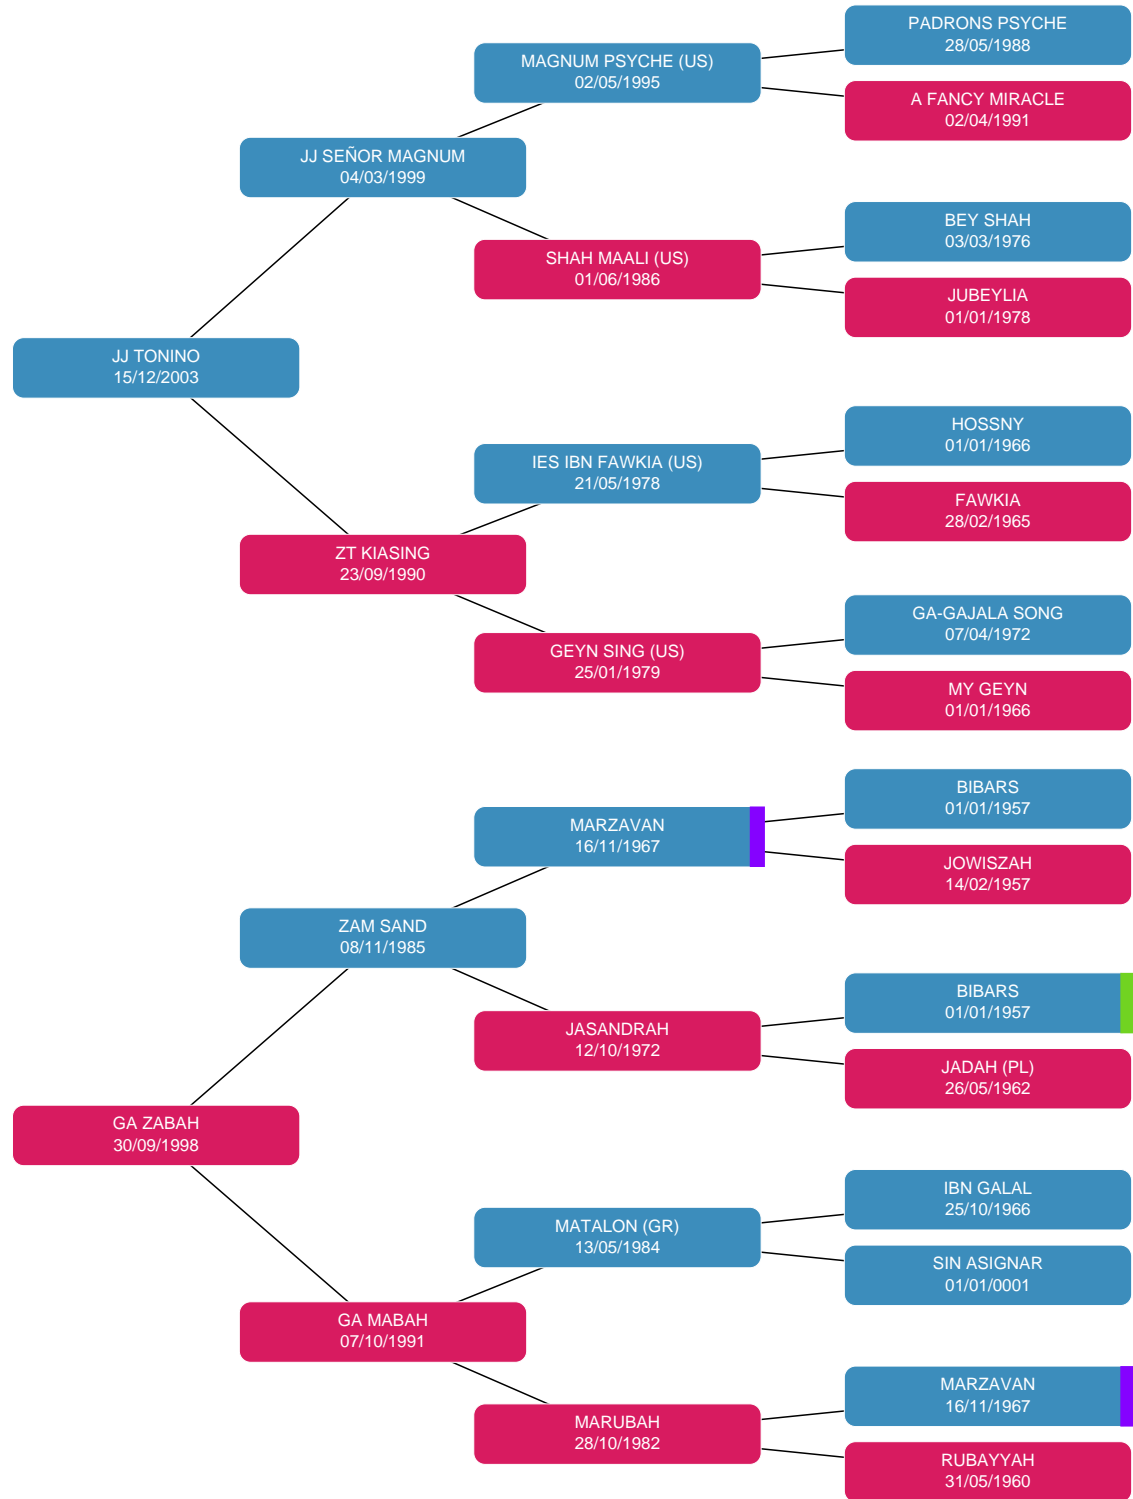 PADRONS PSYCHE
28/05/1988
MAGNUM PSYCHE (US)
02/05/1995
A FANCY MIRACLE
02/04/1991
JJ SEÑOR MAGNUM
04/03/1999
BEY SHAH
03/03/1976
SHAH MAALI (US)
01/06/1986
JUBEYLIA
01/01/1978
JJ TONINO
15/12/2003
HOSSNY
01/01/1966
IES IBN FAWKIA (US)
21/05/1978
FAWKIA
28/02/1965
ZT KIASING
23/09/1990
GA-GAJALA SONG
07/04/1972
GEYN SING (US)
25/01/1979
MY GEYN
01/01/1966
BIBARS
01/01/1957
MARZAVAN
16/11/1967
JOWISZAH
14/02/1957
ZAM SAND
08/11/1985
BIBARS
01/01/1957
JASANDRAH
12/10/1972
JADAH (PL)
26/05/1962
GA ZABAH
30/09/1998
IBN GALAL
25/10/1966
MATALON (GR)
13/05/1984
SIN ASIGNAR
01/01/0001
GA MABAH
07/10/1991
MARZAVAN
16/11/1967
MARUBAH
28/10/1982
RUBAYYAH
31/05/1960